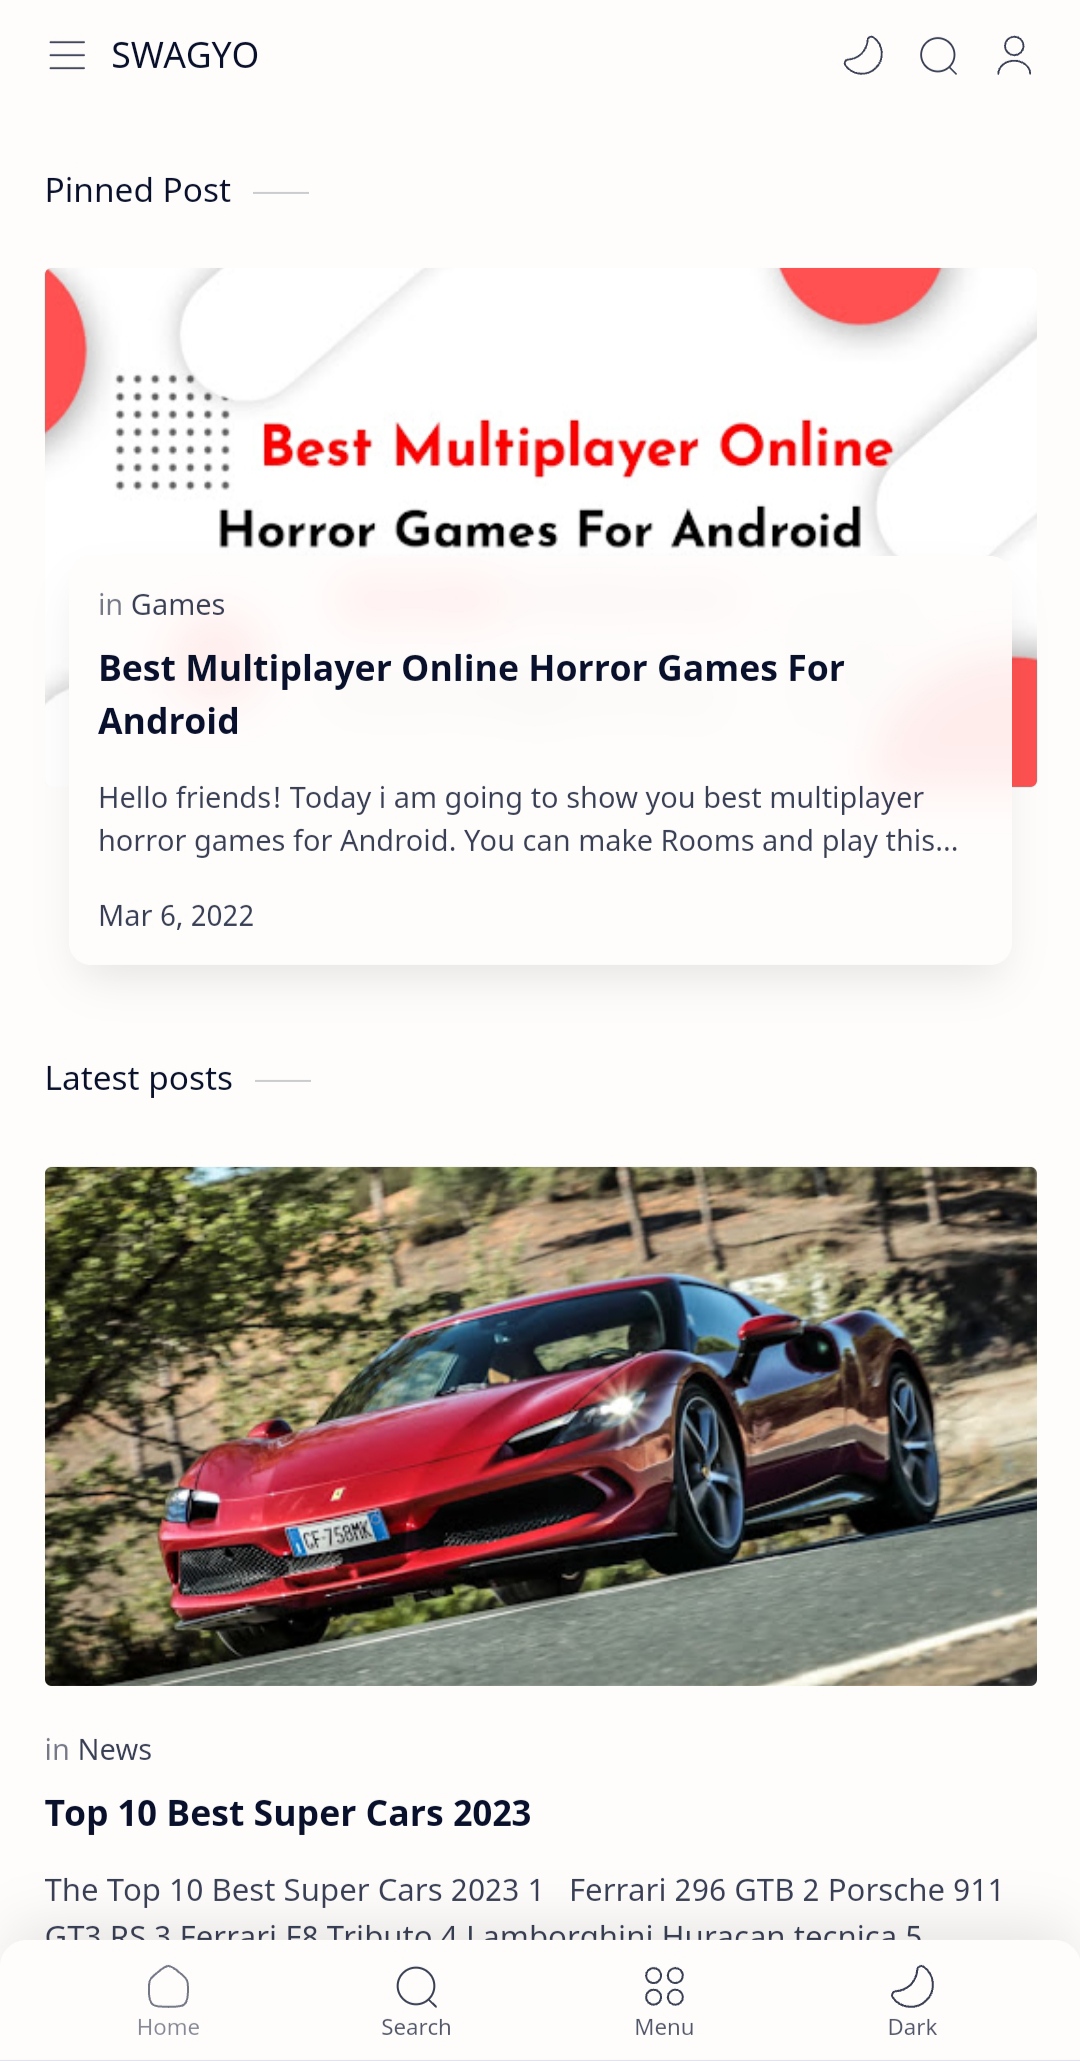 SWAGYO
Pinned Post
Best Multiplayer Online
Horror Games For Android
in Games
Best Multiplayer Online Horror Games For
Android
Hello friends! Today i am going to show you best multiplayer
horror games for Android. You can make Rooms and play this...
Mar 6, 2022
Latest posts
CF·758MK
in News
Top 10 Best Super Cars 2023
The Top 10 Best Super Cars 2023 1 Ferrari 296 GTB 2 Porsche 911
GT3 RS 3 Ferrari F8 Tributo 4 Lamborghini Huracan tecnica 5
Home
Search
Menu
Dark